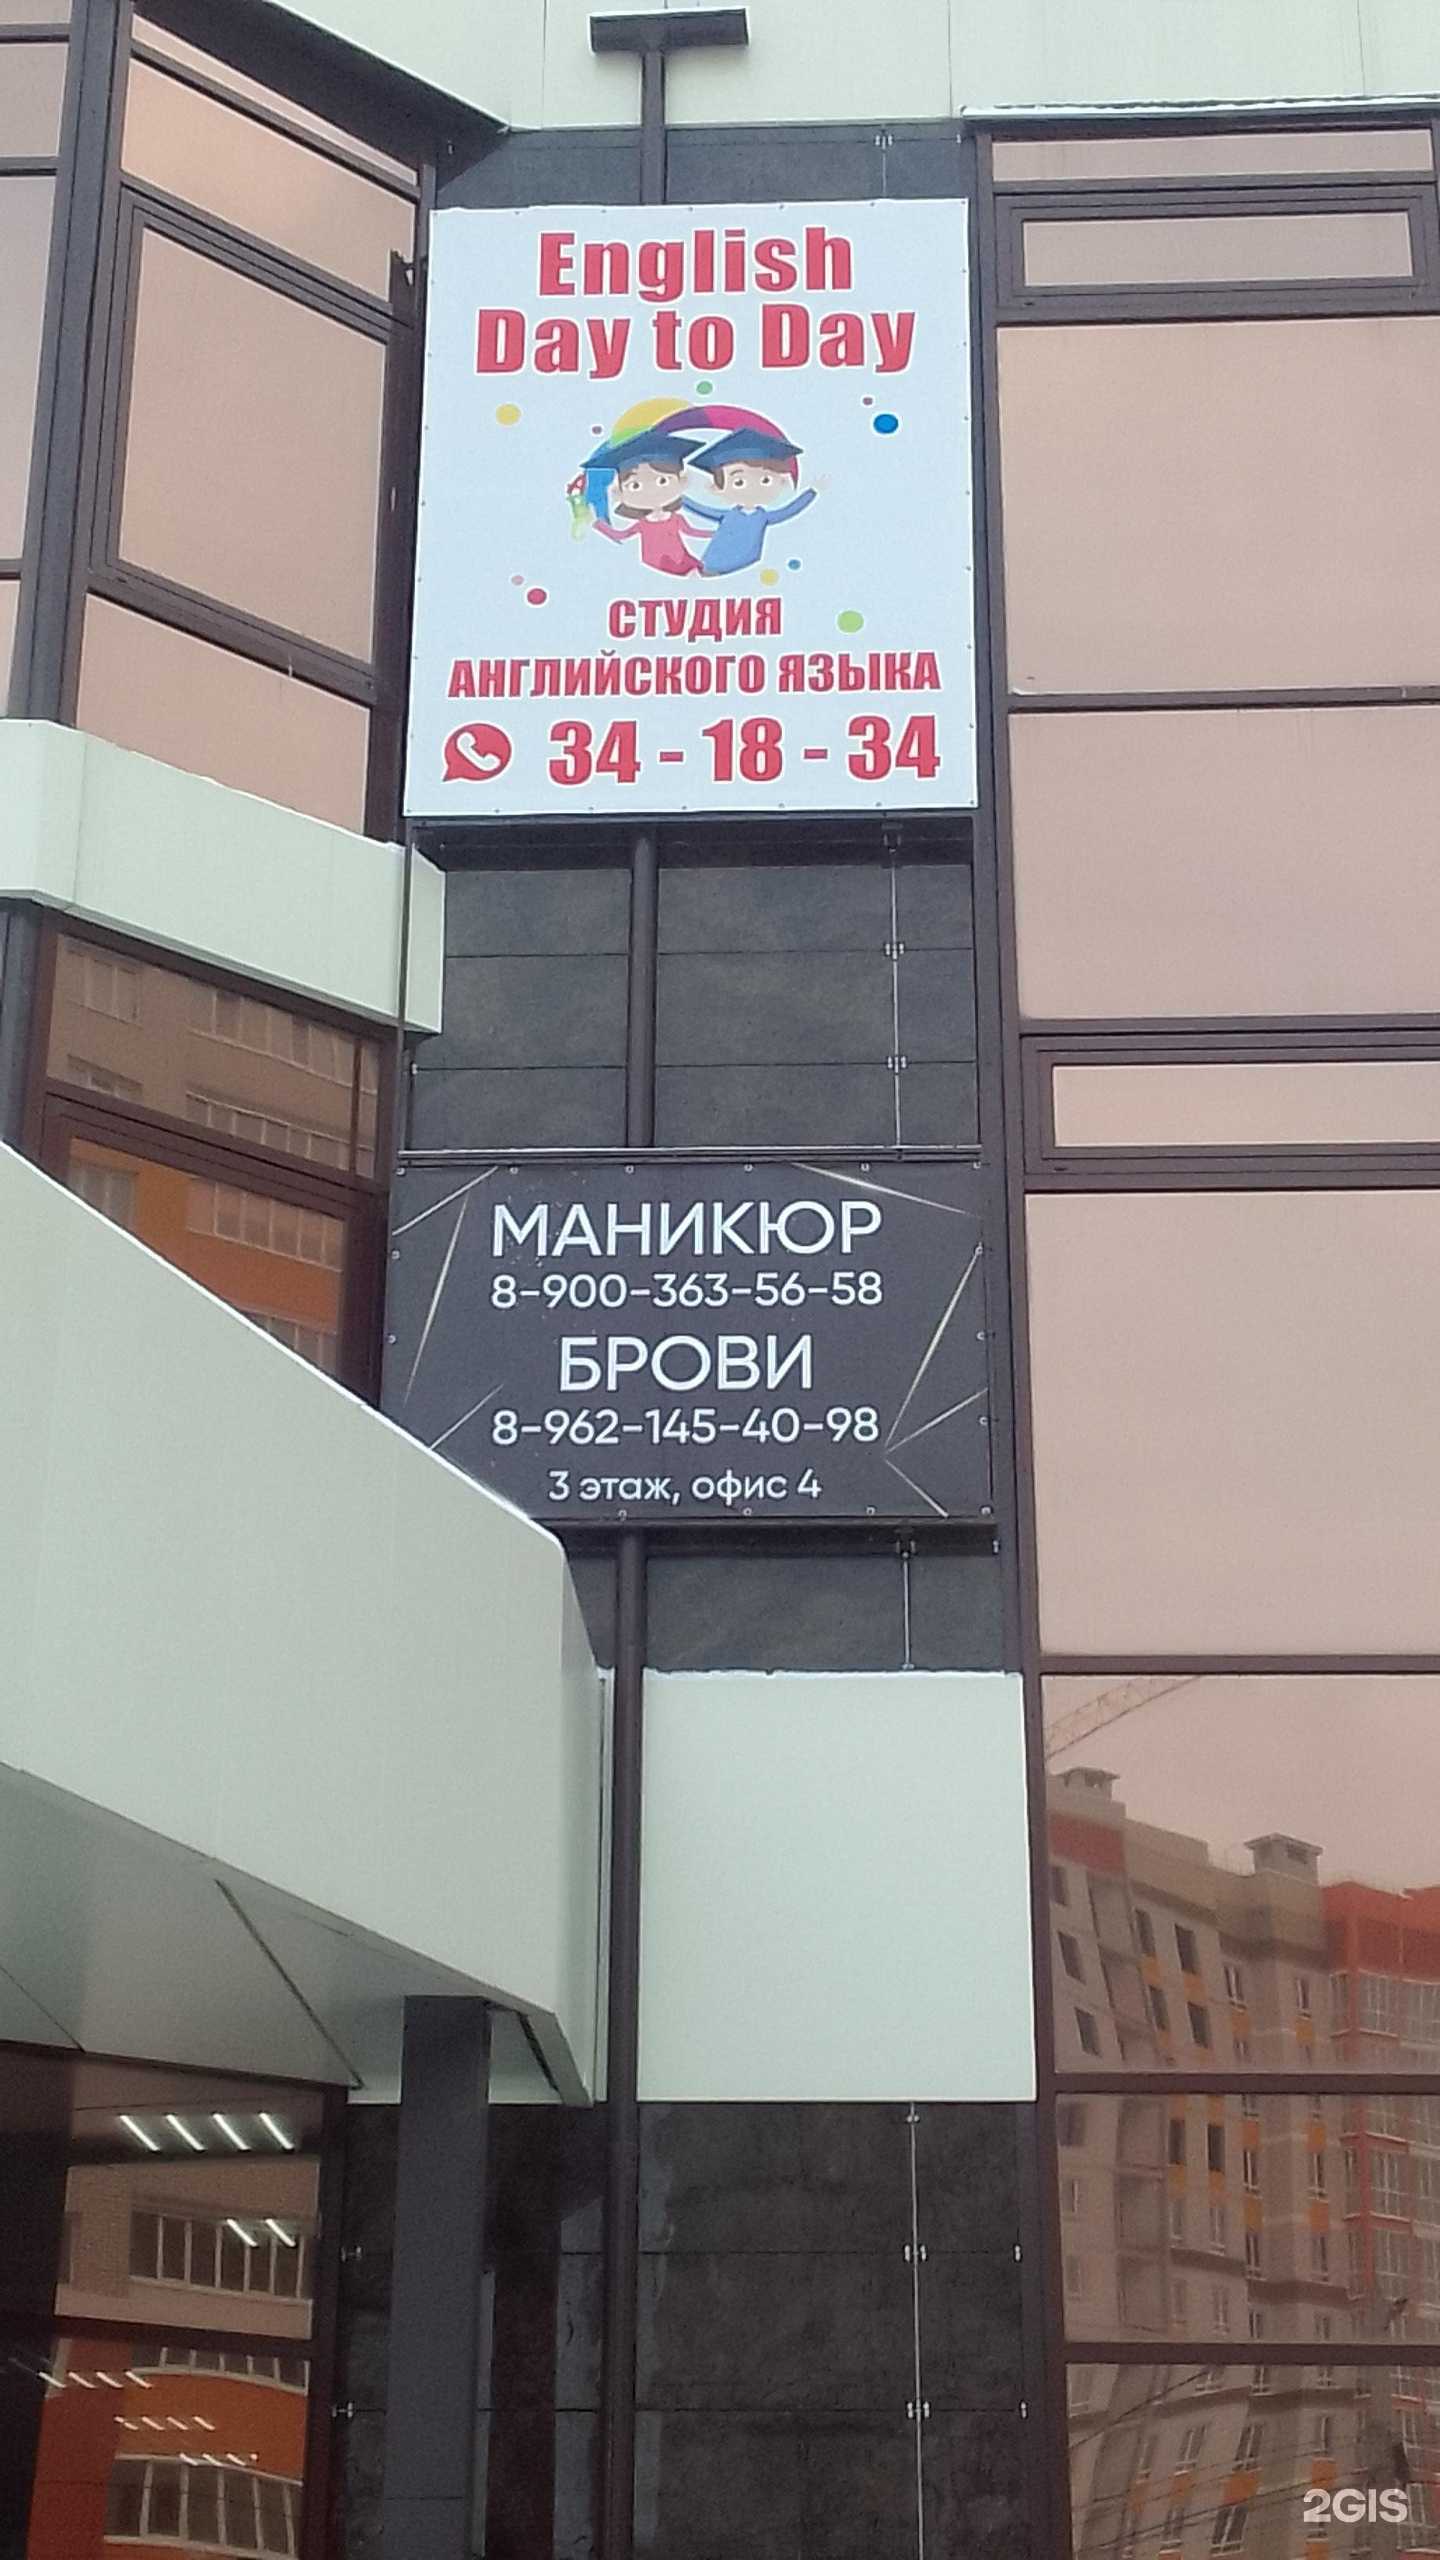 English
Day to Day
СТУДИЯ
АНГЛИЙСКОГО ЯЗЫКА
34 - 18 - 34
МАНИКЮР
8-900-363-56-58
БРОВИ
8-962-145-40-98
3 этаж, офис 4
2GIS